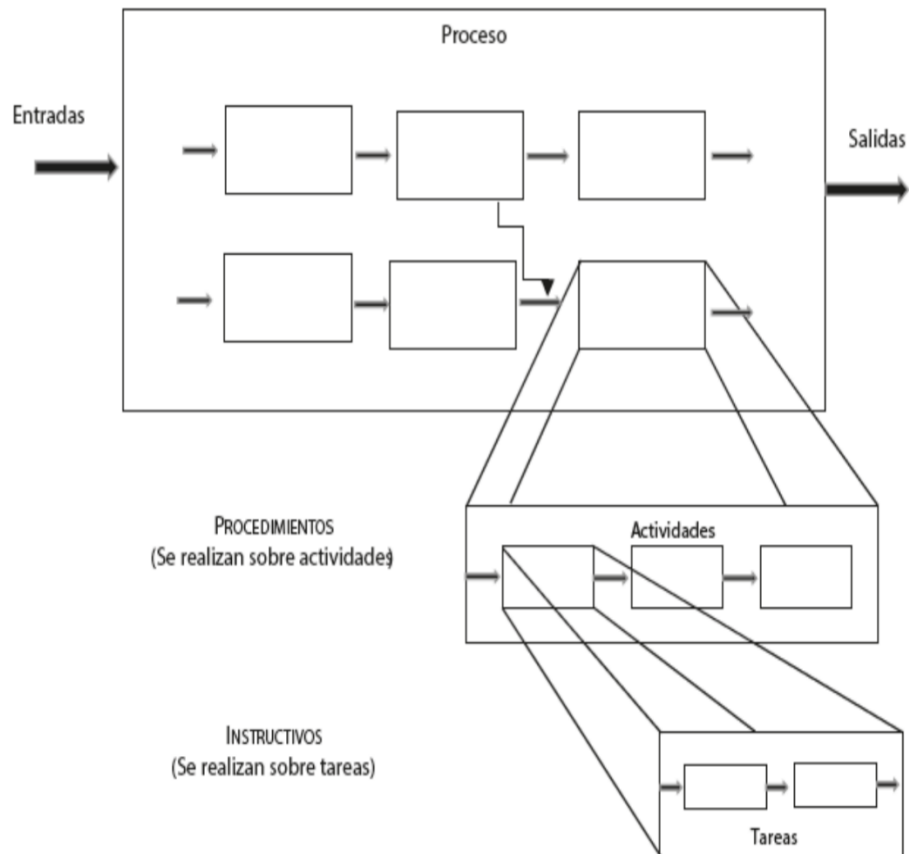 Proceso
Entradas
Salidas
PROCEDIMIENTOS
(Se realizan sobre actividades)
Actividades
INSTRUCTIVOS
(Se realizan sobre tareas)
Tareas